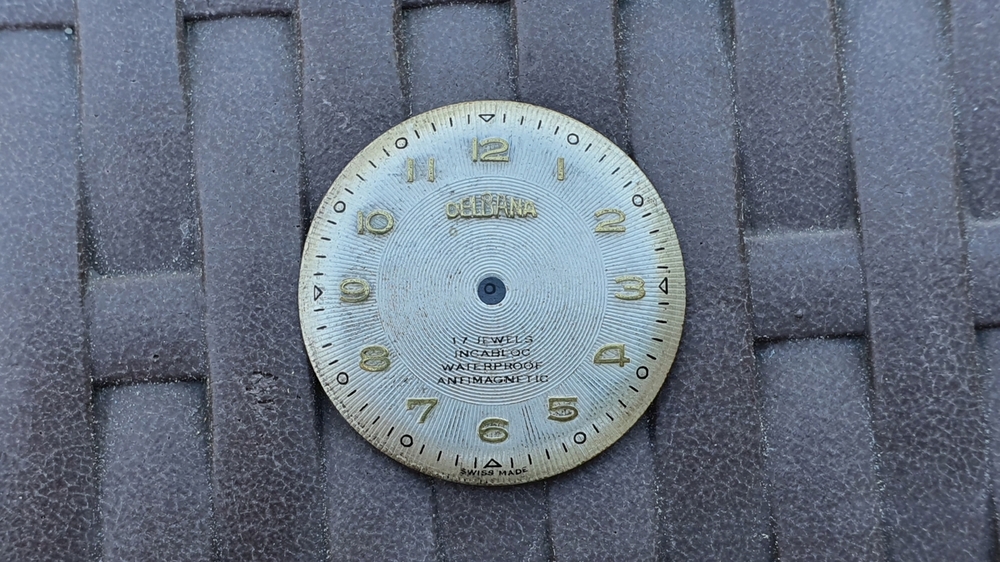 12
11 1
DELBANA
10 2
9 3
17 JEWELS
INCABLOC
WATERPROOF
ANTIMAGNETIC
8 4
7 5
6
SWISS MADE